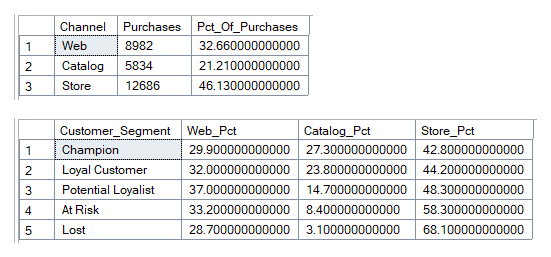 Channel Purchases Pct_Of_Purchases
1 Web 8982 32.660000000000
2 Catalog 5834 21.210000000000
3 Store 12686 46.130000000000
Customer_Segment Web_Pct Catalog_Pct Store_Pct
1 Champion 29.900000000000 27.300000000000 42.800000000000
2 Loyal Customer 32.000000000000 23.800000000000 44.200000000000
3 Potential Loyalist 37.000000000000 14.700000000000 48.300000000000
4 At Risk 33.200000000000 8.400000000000 58.300000000000
5 Lost 28.700000000000 3.100000000000 68.100000000000